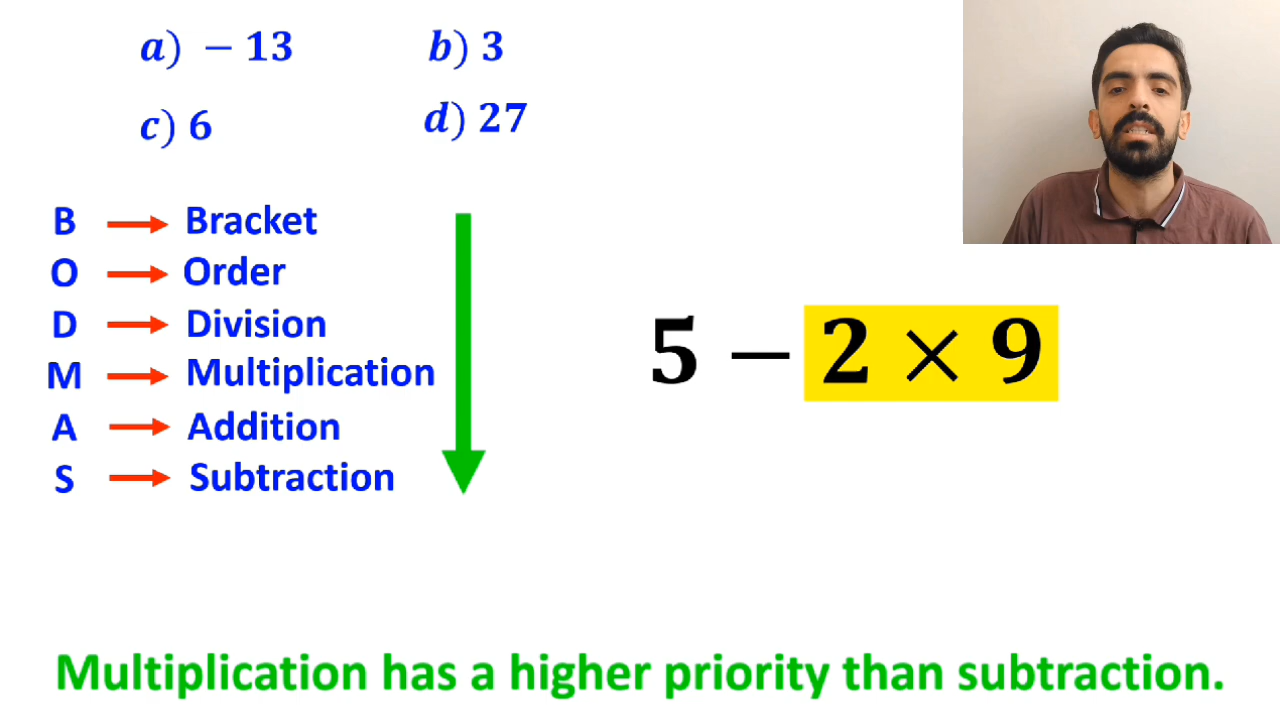 a) − 13
b) 3
c) 6
d) 27
B → Bracket
O → Order
D → Division
M → Multiplication
A → Addition
S → Subtraction
5 − 2 × 9
Multiplication has a higher priority than subtraction.